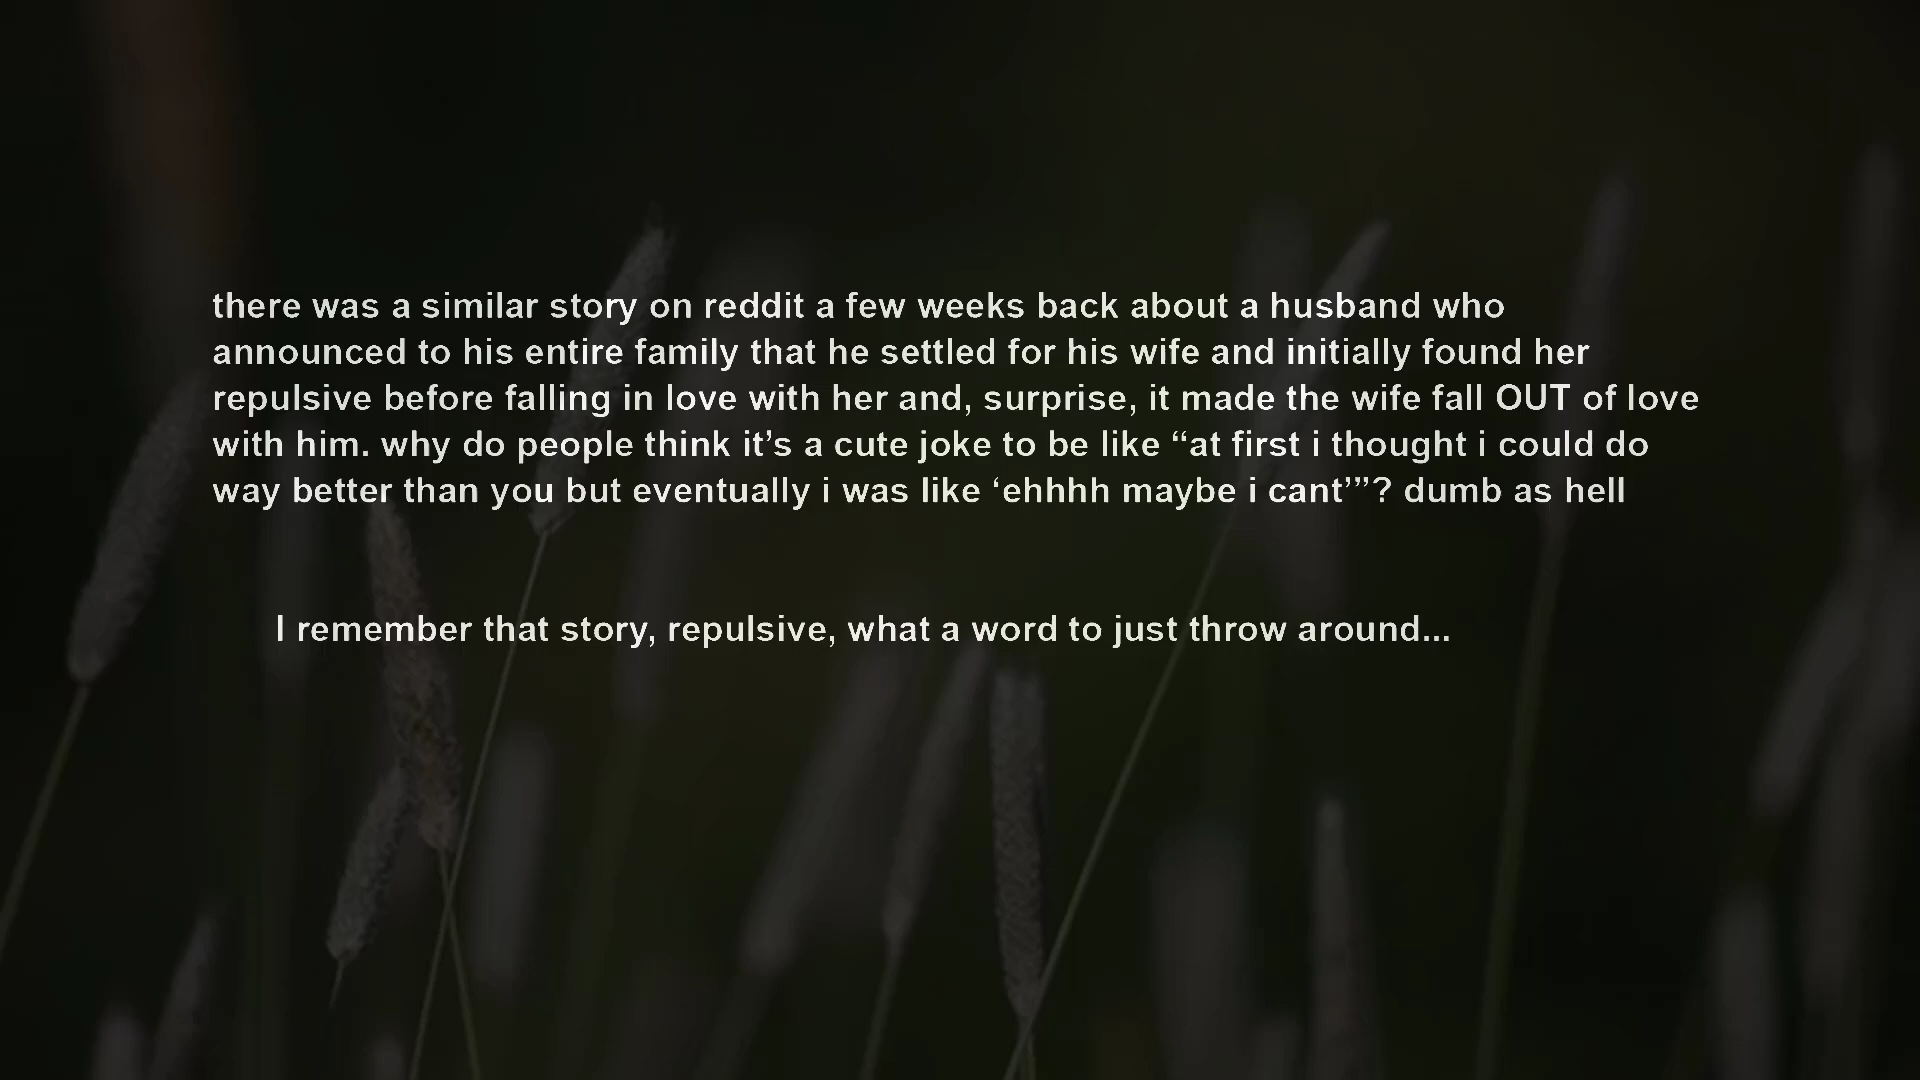 there was a similar story on reddit a few weeks back about a husband who
announced to his entire family that he settled for his wife and initially found her
repulsive before falling in love with her and, surprise, it made the wife fall OUT of love
with him. why do people think it’s a cute joke to be like “at first i thought i could do
way better than you but eventually i was like ‘ehhhh maybe i cant’”? dumb as hell
I remember that story, repulsive, what a word to just throw around...